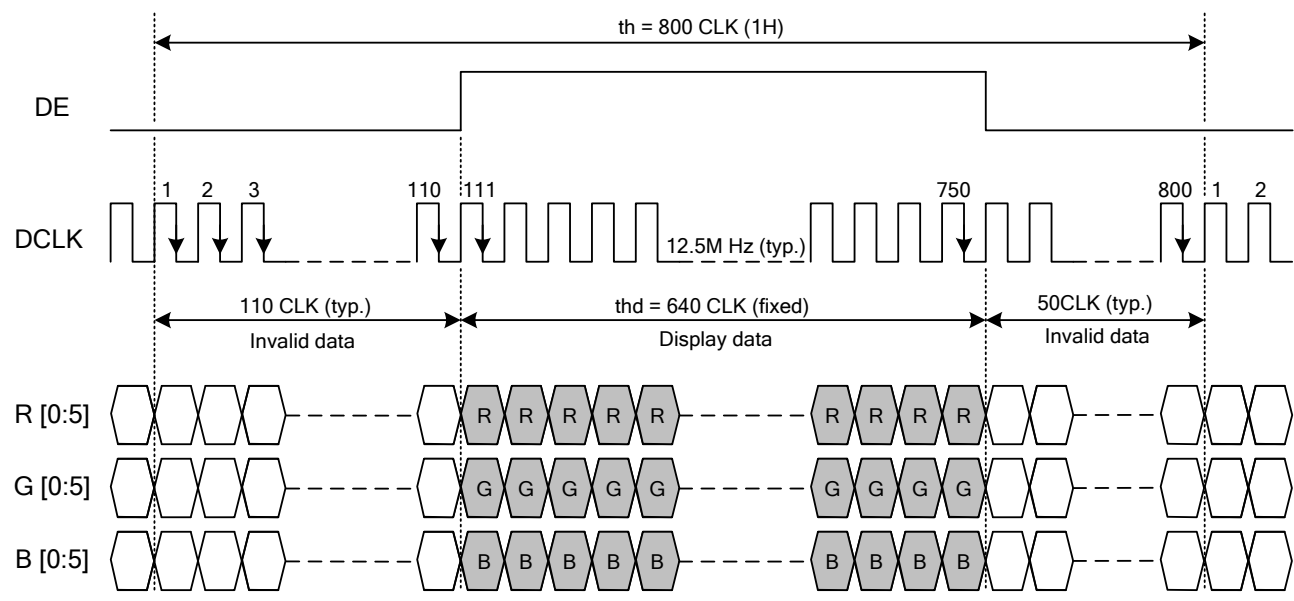 th = 800 CLK (1H)
DE
1 2 3 110 111 750 800 1 2
DCLK 12.5M Hz (typ.)
110 CLK (typ.) thd = 640 CLK (fixed) 50CLK (typ.)
Invalid data Display data Invalid data
R [0:5] R R R R R R R R R
G [0:5] G G G G G G G G G
B [0:5] B B B B B B B B B